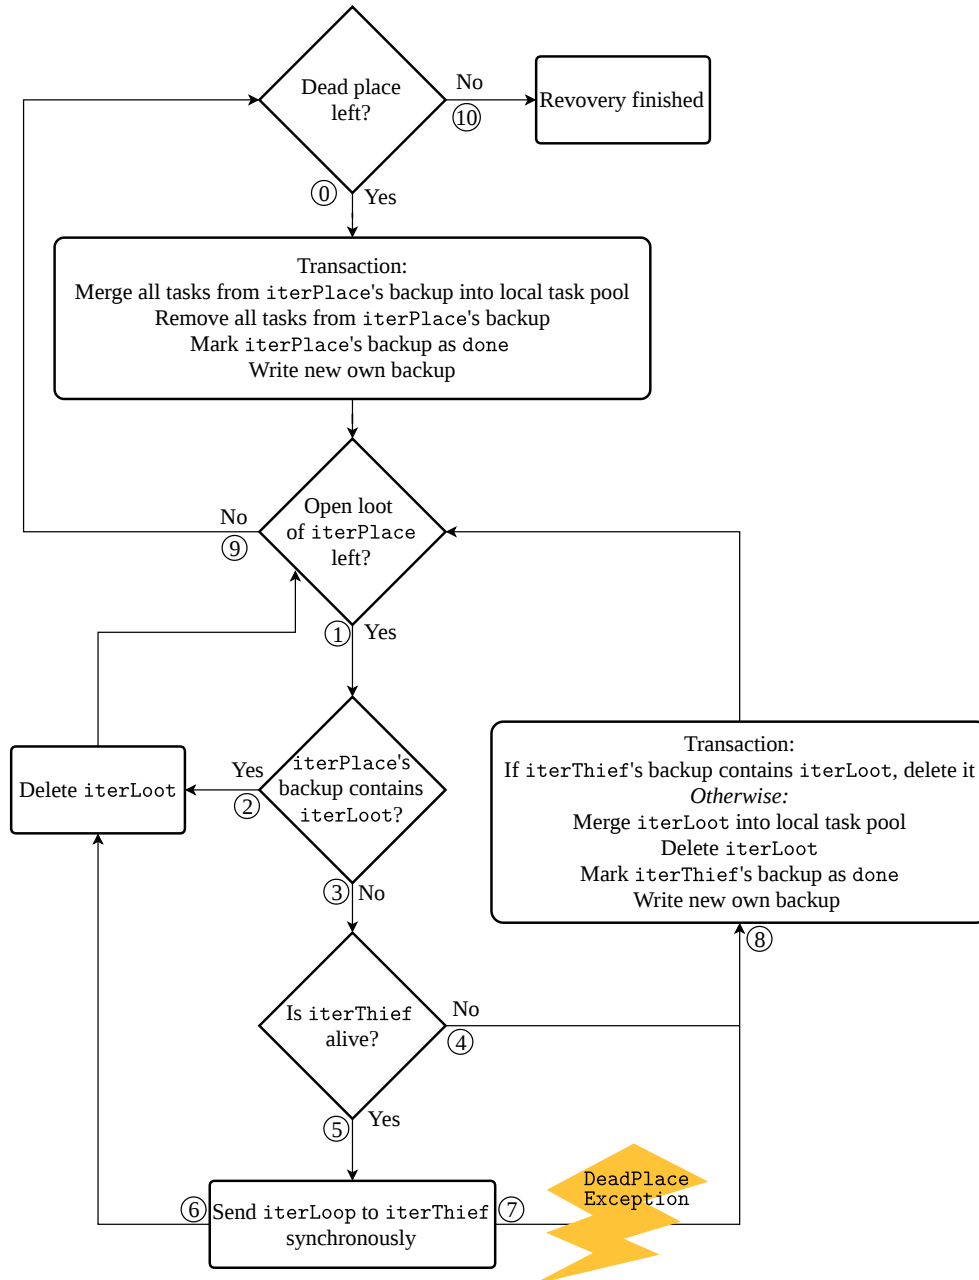 Dead place
left?
No
⑩
Revovery finished
⓪
Yes
Transaction:
Merge all tasks from iterPlace's backup into local task pool
Remove all tasks from iterPlace's backup
Mark iterPlace's backup as done
Write new own backup
Open loot
of iterPlace
left?
No
⑨
①
Yes
iterPlace's
backup contains
iterLoot?
Yes
②
Delete iterLoot
③
No
Transaction:
If iterThief's backup contains iterLoot, delete it
Otherwise:
Merge iterLoot into local task pool
Delete iterLoot
Mark iterThief's backup as done
Write new own backup
⑧
Is iterThief
alive?
No
④
⑤
Yes
⑥
Send iterLoop to iterThief
synchronously
⑦
DeadPlace
Exception